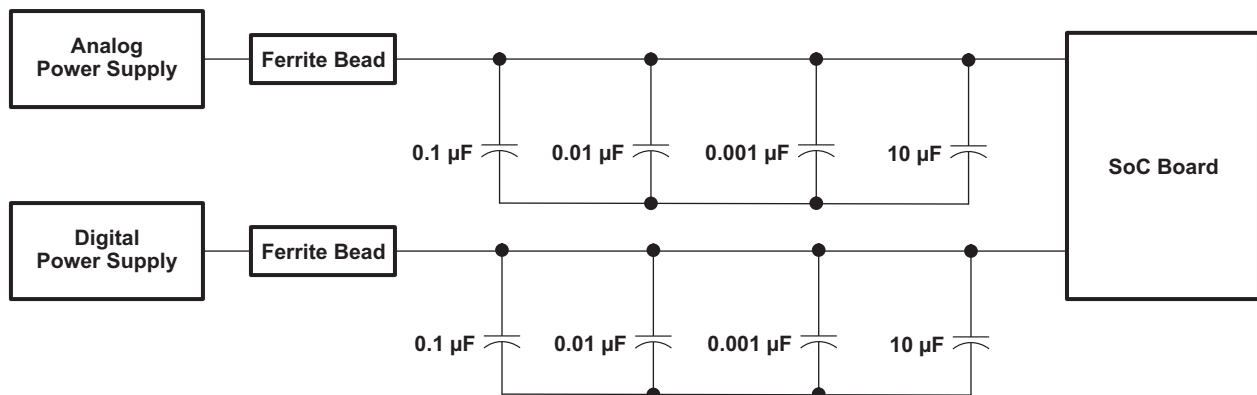 Analog
Power Supply
Ferrite Bead
0.1 µF
0.01 µF
0.001 µF
10 µF
SoC Board
Digital
Power Supply
Ferrite Bead
0.1 µF
0.01 µF
0.001 µF
10 µF